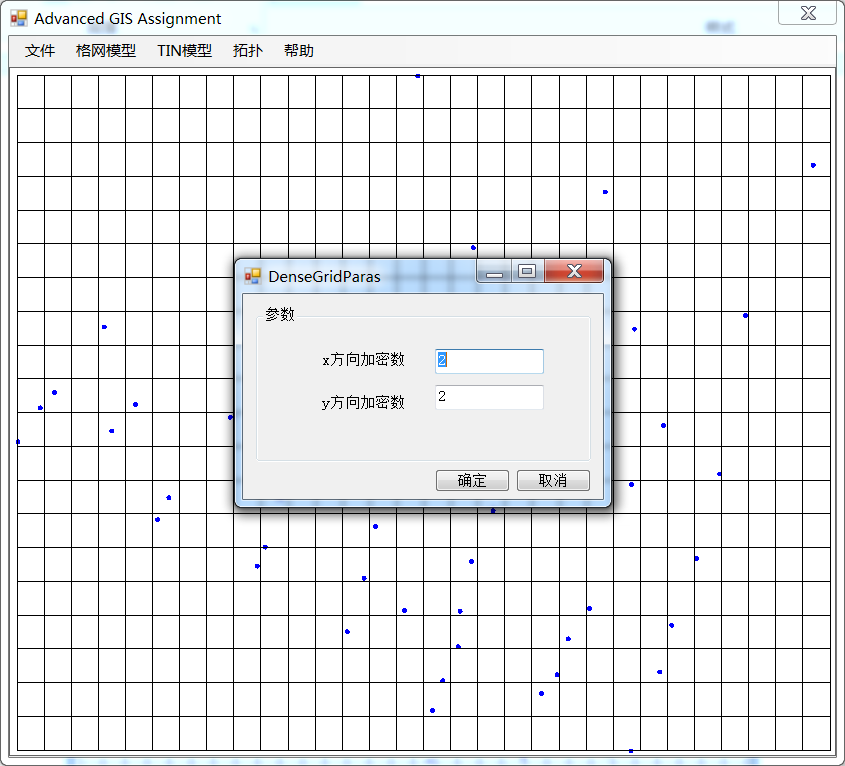 Advanced GIS Assignment
文件 格网模型 TIN模型 拓扑 帮助
DenseGridParas
参数
x方向加密数 2
y方向加密数 2
确定 取消